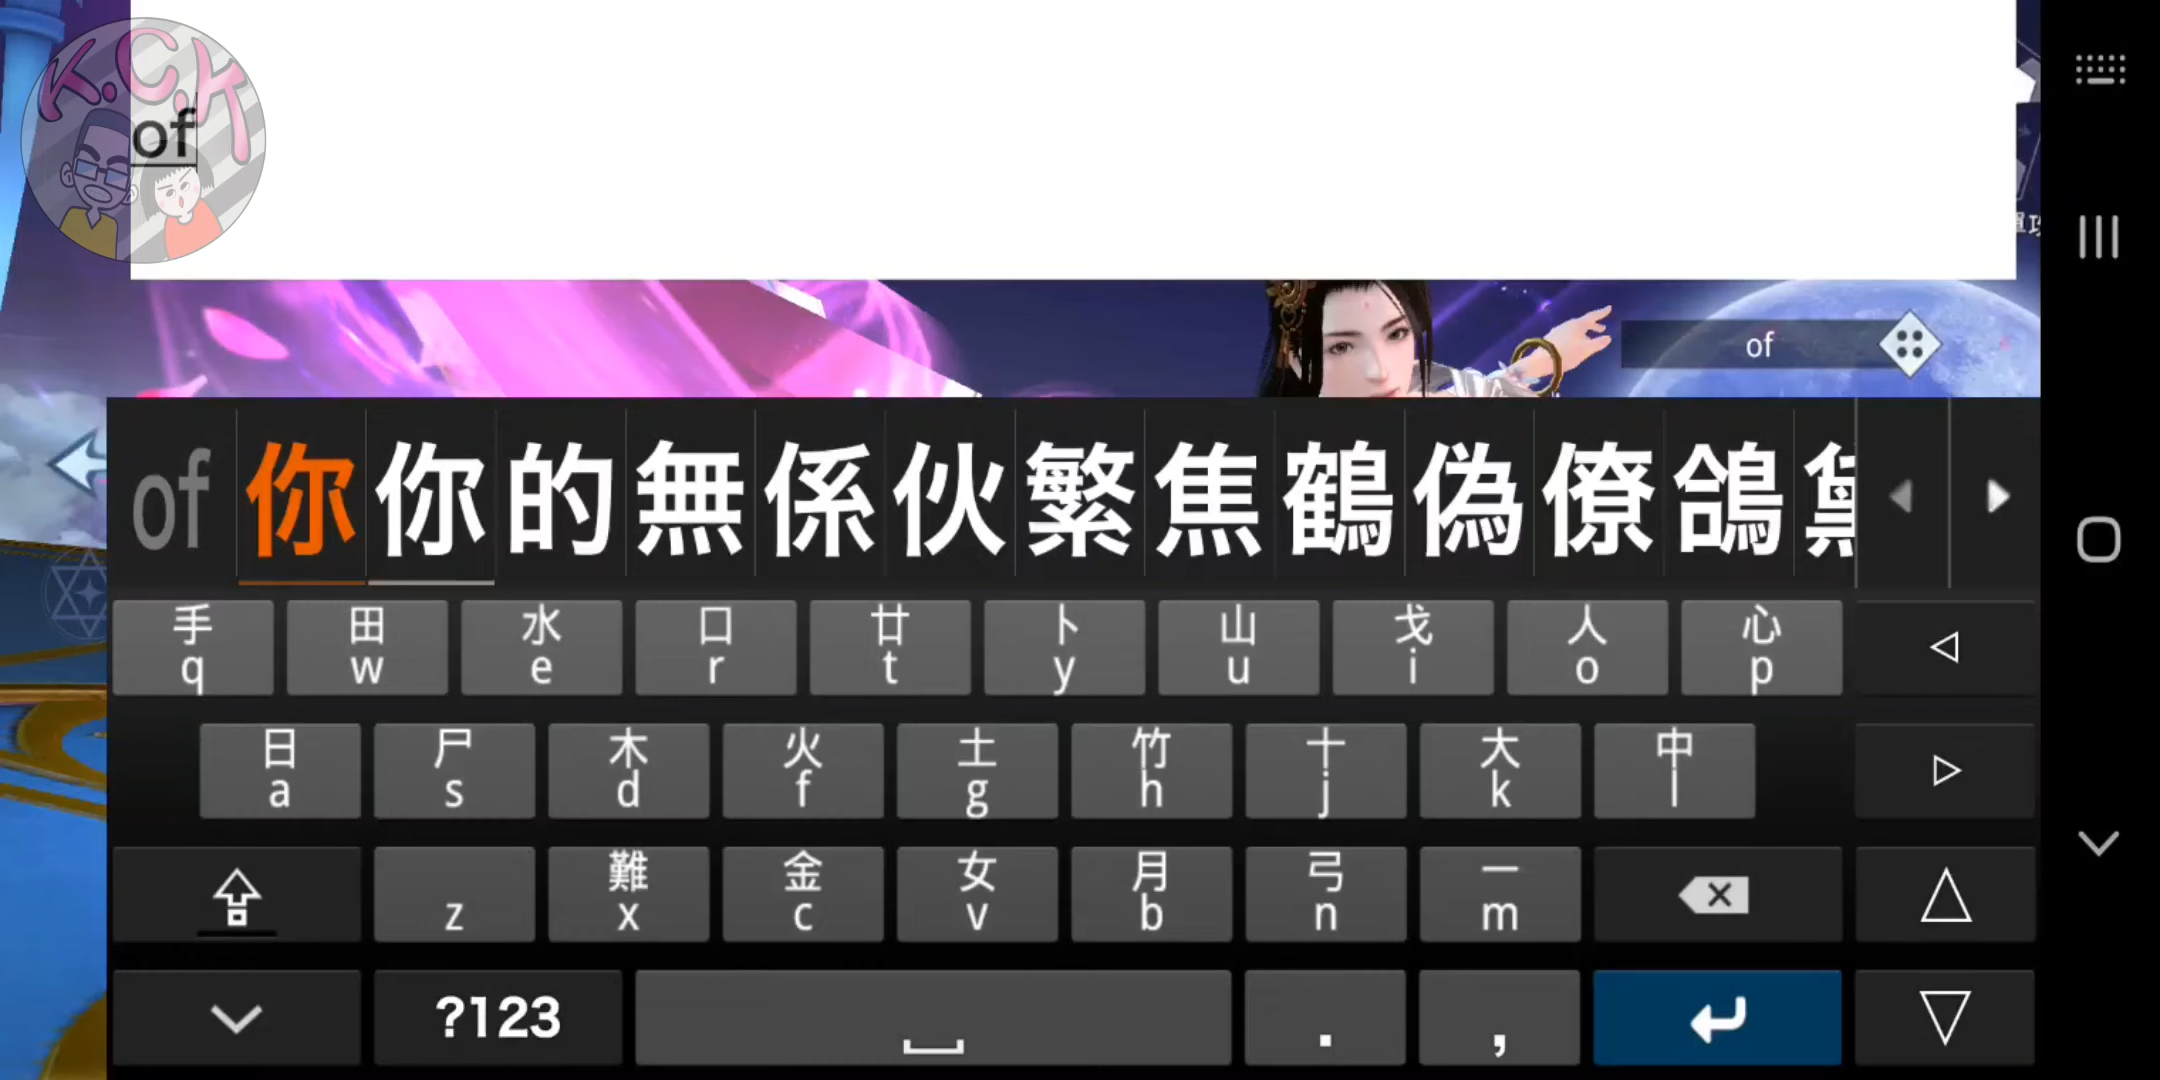 K.C.K
of
單攻
of
of 你 你 的 無 係 伙 繁 焦 鶴 偽 僚 鴿
手 田 水 口 廿 卜 山 戈 人 心
q w e r t y u i o p
日 尸 木 火 土 竹 十 大 中
a s d f g h j k l
難 金 女 月 弓 一
z x c v b n m
?123 . ,